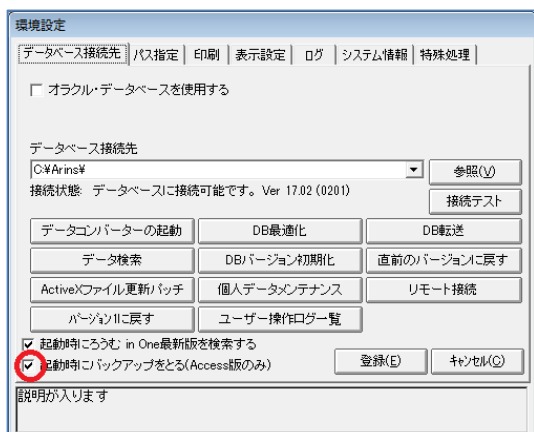 環境設定
データベース接続先 パス指定 印刷 表示設定 ログ システム情報 特殊処理
オラクル・データベースを使用する
データベース接続先
C:¥Arins¥ 参照(V)
接続状態: データベースに接続可能です。 Ver 17.02 (0201)
接続テスト
データコンバーターの起動 DB最適化 DB転送
データ検索 DBバージョン初期化 直前のバージョンに戻す
ActiveXファイル更新バッチ 個人データメンテナンス リモート接続
バージョン1に戻す ユーザー操作ログ一覧
起動時にろうむ in One最新版を検索する
起動時にバックアップをとる(Access版のみ) 登録(E) キャンセル(C)
説明が入ります